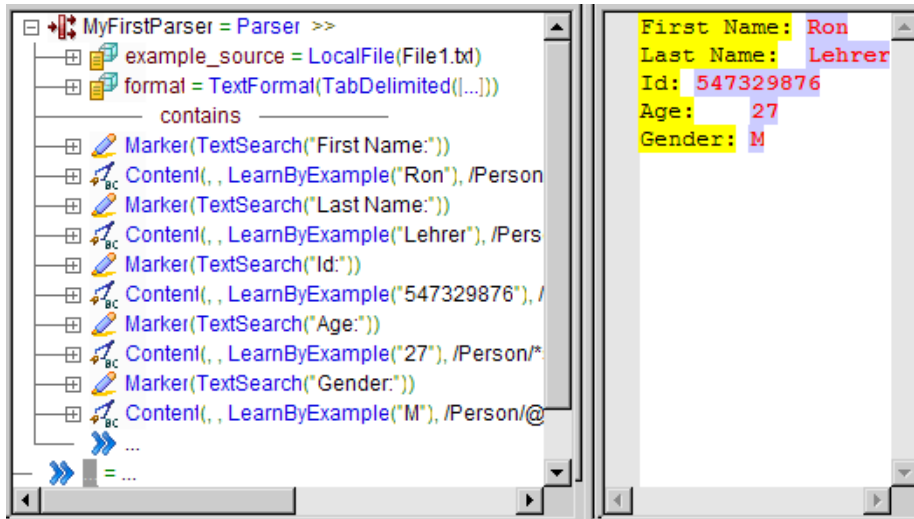 MyFirstParser = Parser >>
example_source = LocalFile(File1.txt)
format = TextFormat(TabDelimited([...]))
contains
Marker(TextSearch("First Name:"))
Content(, , LearnByExample("Ron"), /Person
Marker(TextSearch("Last Name:"))
Content(, , LearnByExample("Lehrer"), /Pers
Marker(TextSearch("Id:"))
Content(, , LearnByExample("547329876"), /
Marker(TextSearch("Age:"))
Content(, , LearnByExample("27"), /Person/*
Marker(TextSearch("Gender:"))
Content(, , LearnByExample("M"), /Person/@
...
... = ...
First Name: Ron
Last Name: Lehrer
Id: 547329876
Age: 27
Gender: M